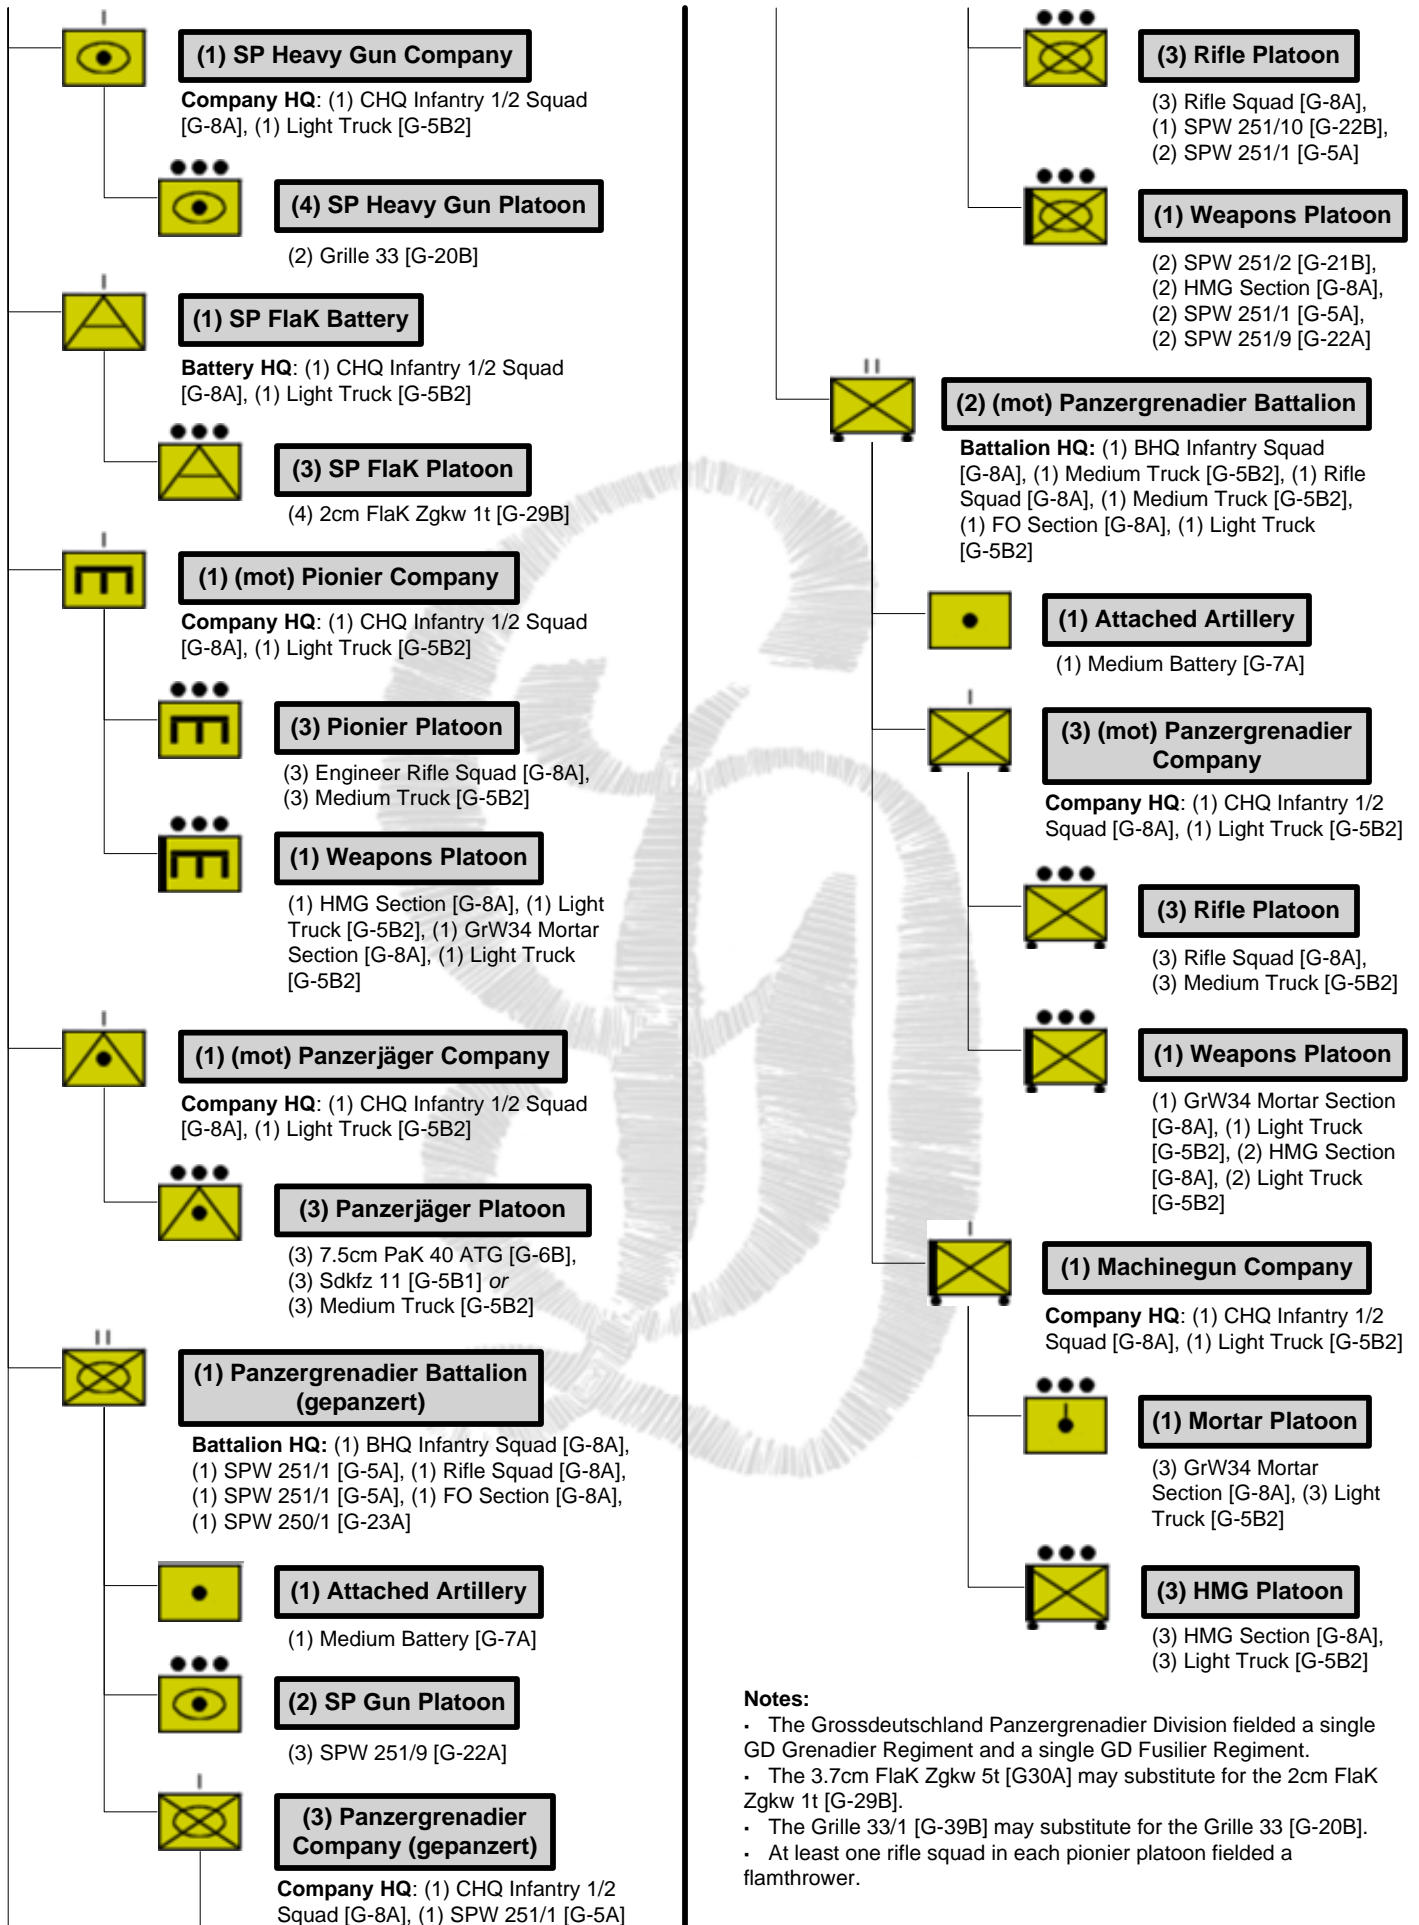 (1) SP Heavy Gun Company
Company HQ: (1) CHQ Infantry 1/2 Squad
[G-8A], (1) Light Truck [G-5B2]
(4) SP Heavy Gun Platoon
(2) Grille 33 [G-20B]
(1) SP FlaK Battery
Battery HQ: (1) CHQ Infantry 1/2 Squad
[G-8A], (1) Light Truck [G-5B2]
(3) SP FlaK Platoon
(4) 2cm FlaK Zgkw 1t [G-29B]
(1) (mot) Pionier Company
Company HQ: (1) CHQ Infantry 1/2 Squad
[G-8A], (1) Light Truck [G-5B2]
(3) Pionier Platoon
(3) Engineer Rifle Squad [G-8A],
(3) Medium Truck [G-5B2]
(1) Weapons Platoon
(1) HMG Section [G-8A], (1) Light
Truck [G-5B2], (1) GrW34 Mortar
Section [G-8A], (1) Light Truck
[G-5B2]
(1) (mot) Panzerjäger Company
Company HQ: (1) CHQ Infantry 1/2 Squad
[G-8A], (1) Light Truck [G-5B2]
(3) Panzerjäger Platoon
(3) 7.5cm PaK 40 ATG [G-6B],
(3) Sdkfz 11 [G-5B1] or
(3) Medium Truck [G-5B2]
(1) Panzergrenadier Battalion
(gepanzert)
Battalion HQ: (1) BHQ Infantry Squad [G-8A],
(1) SPW 251/1 [G-5A], (1) Rifle Squad [G-8A],
(1) SPW 251/1 [G-5A], (1) FO Section [G-8A],
(1) SPW 250/1 [G-23A]
(1) Attached Artillery
(1) Medium Battery [G-7A]
(2) SP Gun Platoon
(3) SPW 251/9 [G-22A]
(3) Panzergrenadier
Company (gepanzert)
Company HQ: (1) CHQ Infantry 1/2
Squad [G-8A], (1) SPW 251/1 [G-5A]
(3) Rifle Platoon
(3) Rifle Squad [G-8A],
(1) SPW 251/10 [G-22B],
(2) SPW 251/1 [G-5A]
(1) Weapons Platoon
(2) SPW 251/2 [G-21B],
(2) HMG Section [G-8A],
(2) SPW 251/1 [G-5A],
(2) SPW 251/9 [G-22A]
(2) (mot) Panzergrenadier Battalion
Battalion HQ: (1) BHQ Infantry Squad
[G-8A], (1) Medium Truck [G-5B2], (1) Rifle
Squad [G-8A], (1) Medium Truck [G-5B2],
(1) FO Section [G-8A], (1) Light Truck
[G-5B2]
(1) Attached Artillery
(1) Medium Battery [G-7A]
(3) (mot) Panzergrenadier
Company
Company HQ: (1) CHQ Infantry 1/2
Squad [G-8A], (1) Light Truck [G-5B2]
(3) Rifle Platoon
(3) Rifle Squad [G-8A],
(3) Medium Truck [G-5B2]
(1) Weapons Platoon
(1) GrW34 Mortar Section
[G-8A], (1) Light Truck
[G-5B2], (2) HMG Section
[G-8A], (2) Light Truck
[G-5B2]
(1) Machinegun Company
Company HQ: (1) CHQ Infantry 1/2
Squad [G-8A], (1) Light Truck [G-5B2]
(1) Mortar Platoon
(3) GrW34 Mortar
Section [G-8A], (3) Light
Truck [G-5B2]
(3) HMG Platoon
(3) HMG Section [G-8A],
(3) Light Truck [G-5B2]
Notes:
· The Grossdeutschland Panzergrenadier Division fielded a single
GD Grenadier Regiment and a single GD Fusilier Regiment.
· The 3.7cm FlaK Zgkw 5t [G30A] may substitute for the 2cm FlaK
Zgkw 1t [G-29B].
· The Grille 33/1 [G-39B] may substitute for the Grille 33 [G-20B].
· At least one rifle squad in each pionier platoon fielded a
flamthrower.